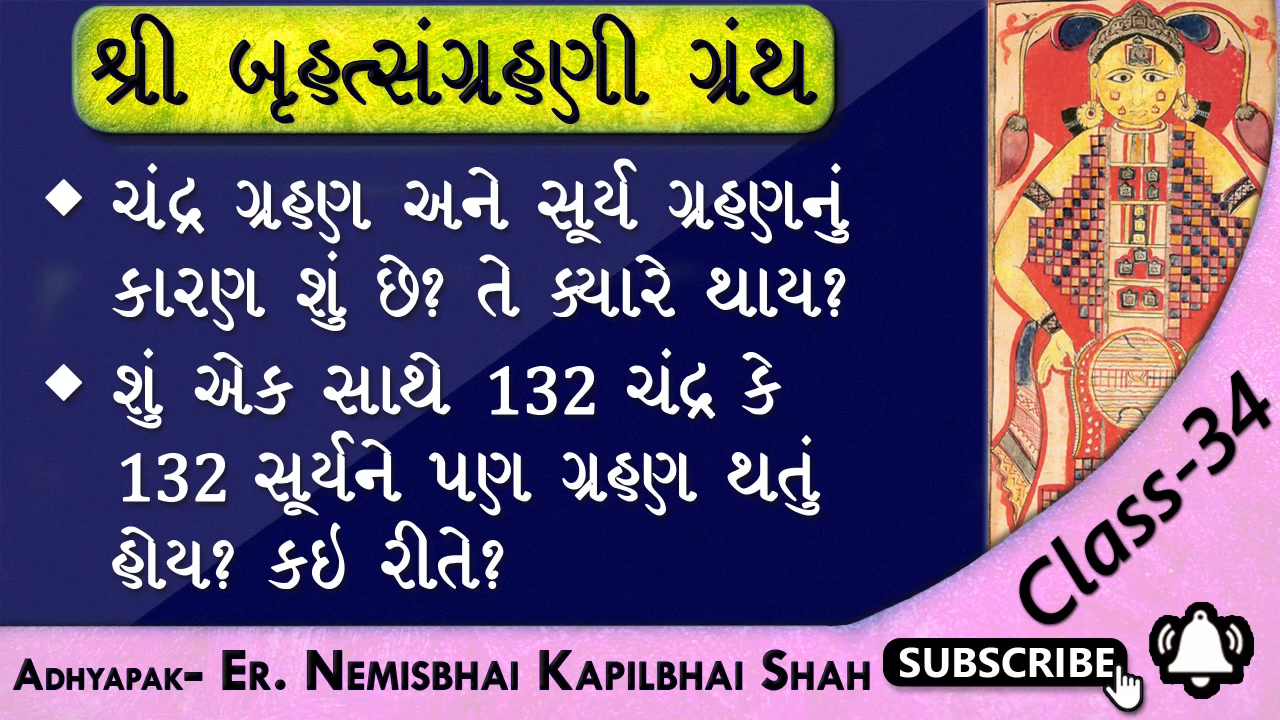 શ્રી બૃહત્સંગ્રહણી ગ્રંથ
ચંદ્ર ગ્રહણ અને સૂર્ય ગ્રહણનું
કારણ શું છે? તે ક્યારે થાય?
શું એક સાથે 132 ચંદ્ર કે
132 સૂર્યને પણ ગ્રહણ થતું
હોય? કઇ રીતે?
Class-34
ADHYAPAK- ER. NEMISBHAI KAPILBHAI SHAH
SUBSCRIBE